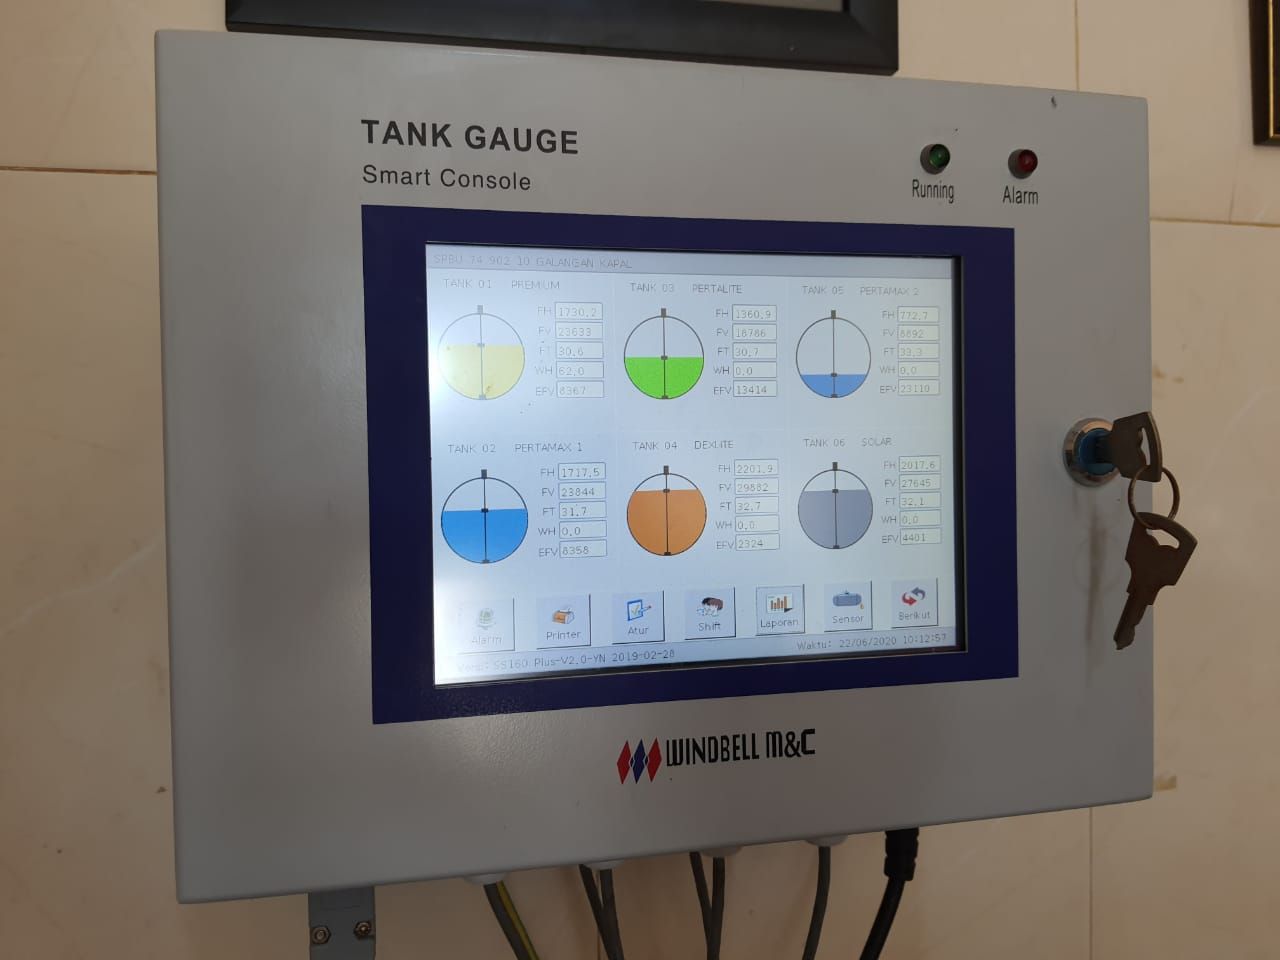 TANK GAUGE
Smart Console
Running
Alarm
SPBU 74 902 10 GALANGAN KAPAL
TANK 01 PREMIUM
FH 1730.2
FV 23633
FT 30.6
WH 62.0
EFV 8367
TANK 03 PERTALITE
FH 1360.9
FV 18786
FT 30.7
WH 0.0
EFV 13414
TANK 05 PERTAMAX 2
FH 772.7
FV 8892
FT 33.3
WH 0.0
EFV 23110
TANK 02 PERTAMAX 1
FH 1717.5
FV 23844
FT 31.7
WH 0.0
EFV 8358
TANK 04 DEXLITE
FH 2201.9
FV 29882
FT 32.7
WH 0.0
EFV 2324
TANK 06 SOLAR
FH 2017.6
FV 27645
FT 32.1
WH 0.0
EFV 4401
Alarm
Printer
Atur
Shift
Laporan
Sensor
Berikut
SS160 Plus-V2.0-YN 2019-02-28
Waktu: 22/06/2020 10:12:57
WINDBELL M&C